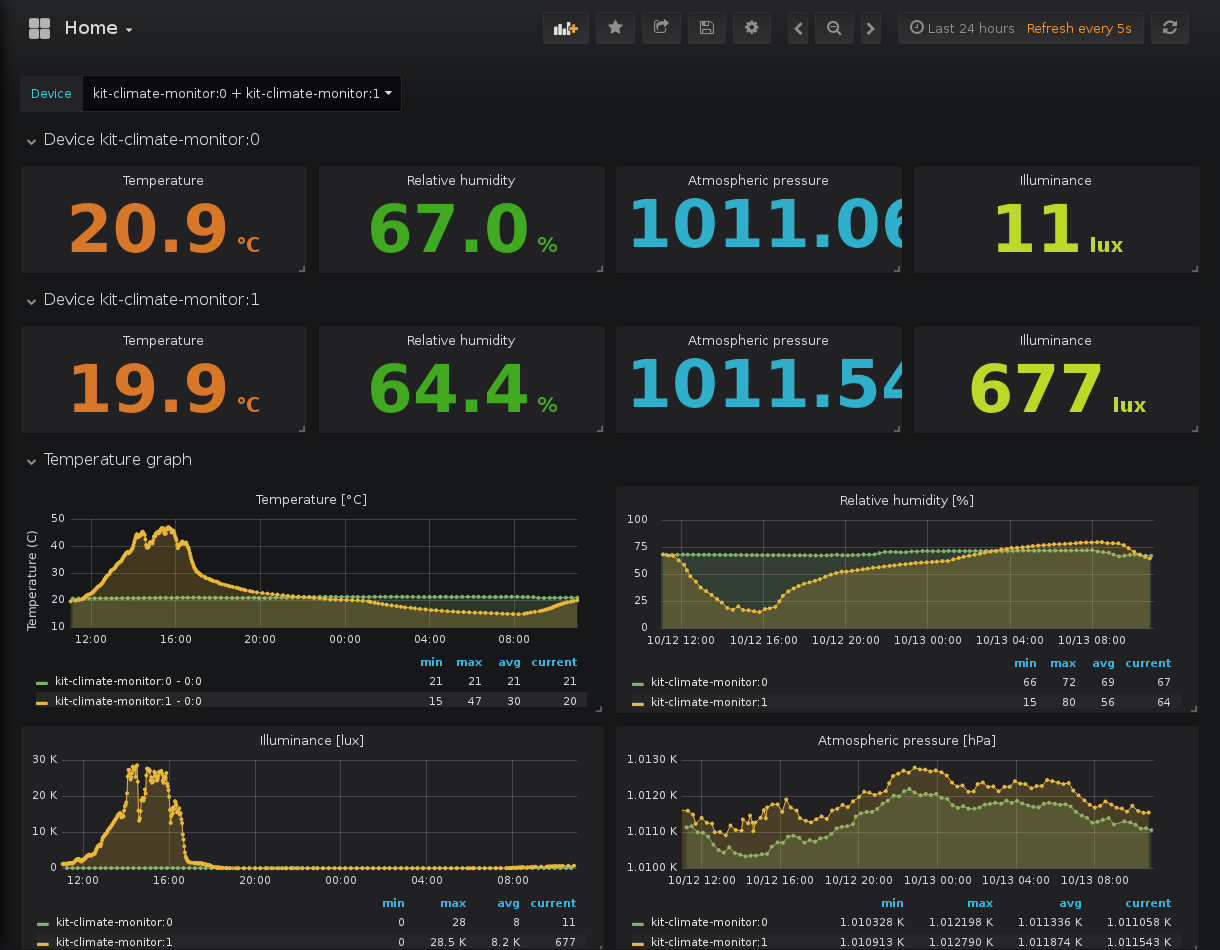 Home
Last 24 hours Refresh every 5s
Device kit-climate-monitor:0 + kit-climate-monitor:1
Device kit-climate-monitor:0
Temperature Relative humidity Atmospheric pressure Illuminance
20.9 °C 67.0 % 1011.06 11 lux
Device kit-climate-monitor:1
Temperature Relative humidity Atmospheric pressure Illuminance
19.9 °C 64.4 % 1011.54 677 lux
Temperature graph
Temperature [°C]
Temperature (C)
50
40
30
20
10
12:00 16:00 20:00 00:00 04:00 08:00
min max avg current
kit-climate-monitor:0 - 0:0 21 21 21 21
kit-climate-monitor:1 - 0:0 15 47 30 20
Relative humidity [%]
100
75
50
25
0
10/12 12:00 10/12 16:00 10/12 20:00 10/13 00:00 10/13 04:00 10/13 08:00
min max avg current
kit-climate-monitor:0 66 72 69 67
kit-climate-monitor:1 15 80 56 64
Illuminance [lux]
30 K
20 K
10 K
0
12:00 16:00 20:00 00:00 04:00 08:00
min max avg current
kit-climate-monitor:0 0 28 8 11
kit-climate-monitor:1 0 28.5 K 8.2 K 677
Atmospheric pressure [hPa]
1.0130 K
1.0120 K
1.0110 K
1.0100 K
10/12 12:00 10/12 16:00 10/12 20:00 10/13 00:00 10/13 04:00 10/13 08:00
min max avg current
kit-climate-monitor:0 1.010328 K 1.012198 K 1.011336 K 1.011058 K
kit-climate-monitor:1 1.010913 K 1.012790 K 1.011874 K 1.011543 K